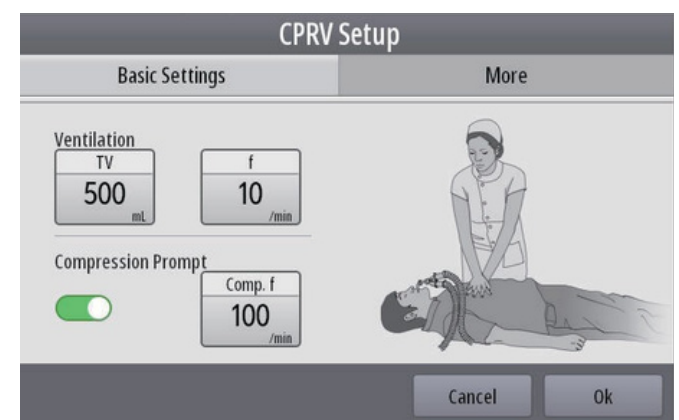 CPRV Setup
Basic Settings
More
Ventilation
TV
500
mL
f
10
/min
Compression Prompt
Comp. f
100
/min
Cancel
Ok